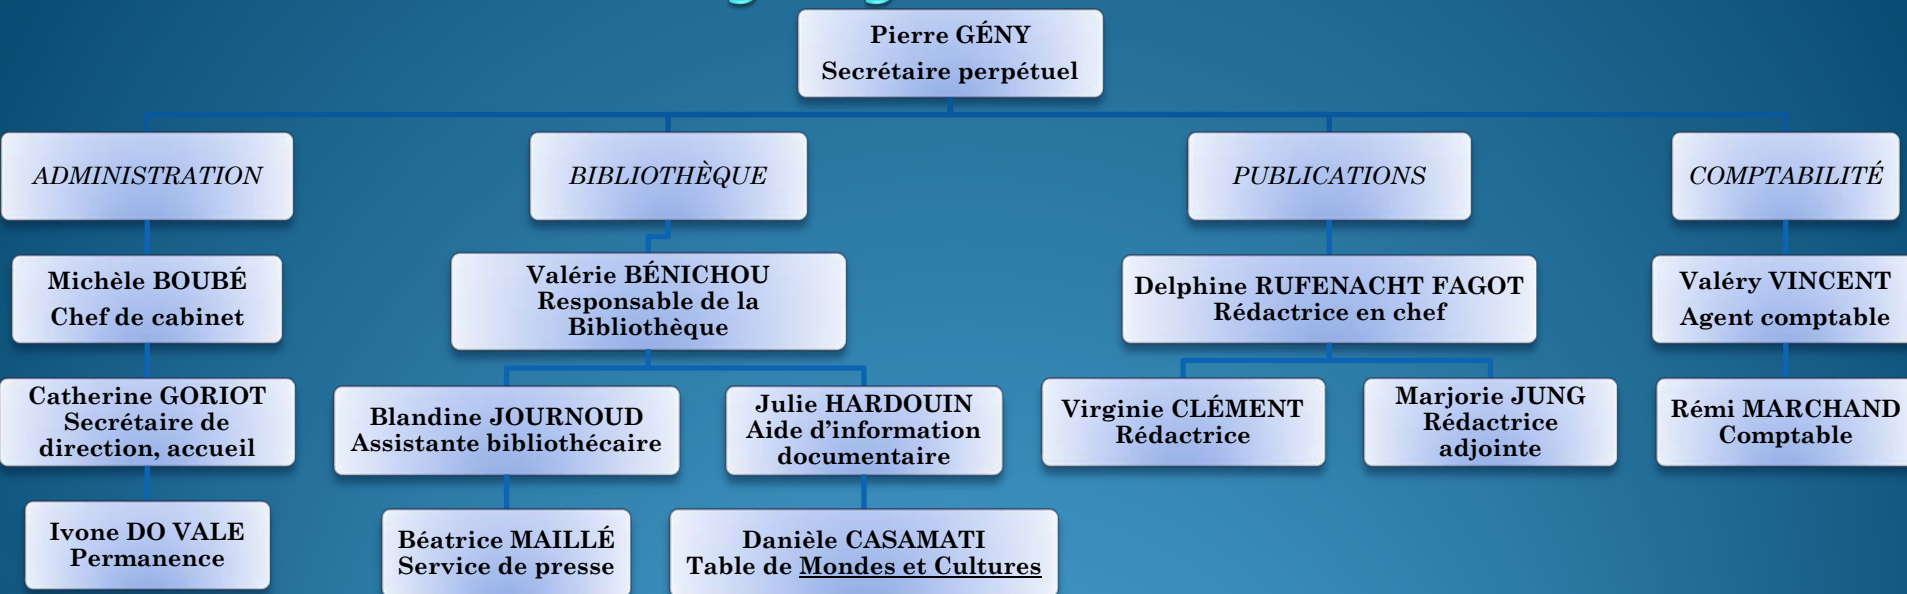 Pierre GÉNY
Secrétaire perpétuel
ADMINISTRATION
BIBLIOTHÈQUE
PUBLICATIONS
COMPTABILITÉ
Michèle BOUBÉ
Chef de cabinet
Valérie BÉNICHOU
Responsable de la
Bibliothèque
Delphine RUFENACHT FAGOT
Rédactrice en chef
Valéry VINCENT
Agent comptable
Catherine GORIOT
Secrétaire de
direction, accueil
Blandine JOURNOUD
Assistante bibliothécaire
Julie HARDOUIN
Aide d’information
documentaire
Virginie CLÉMENT
Rédactrice
Marjorie JUNG
Rédactrice
adjointe
Rémi MARCHAND
Comptable
Ivone DO VALE
Permanence
Béatrice MAILLÉ
Service de presse
Danièle CASAMATI
Table de Mondes et Cultures